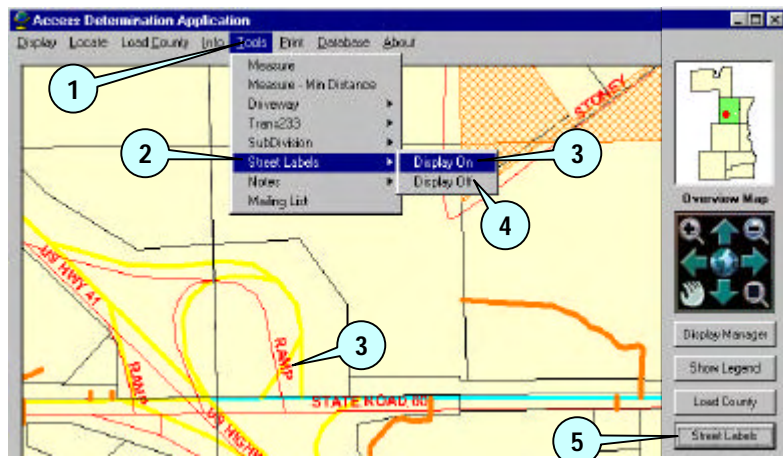 Access Determination Application
Display Locate Load County Info Tools Print Database About
1
Measure
Measure - Min Distance
Driveway
Trans233
SubDivision
2
Street Labels
Display On
3
Notes
Display Off
4
Mailing List
STONEY
Overview Map
US HWY 41
RAMP
3
RAMP
STATE ROAD 60
US HIGHW
Display Manager
Show Legend
Load County
5
Street Labels